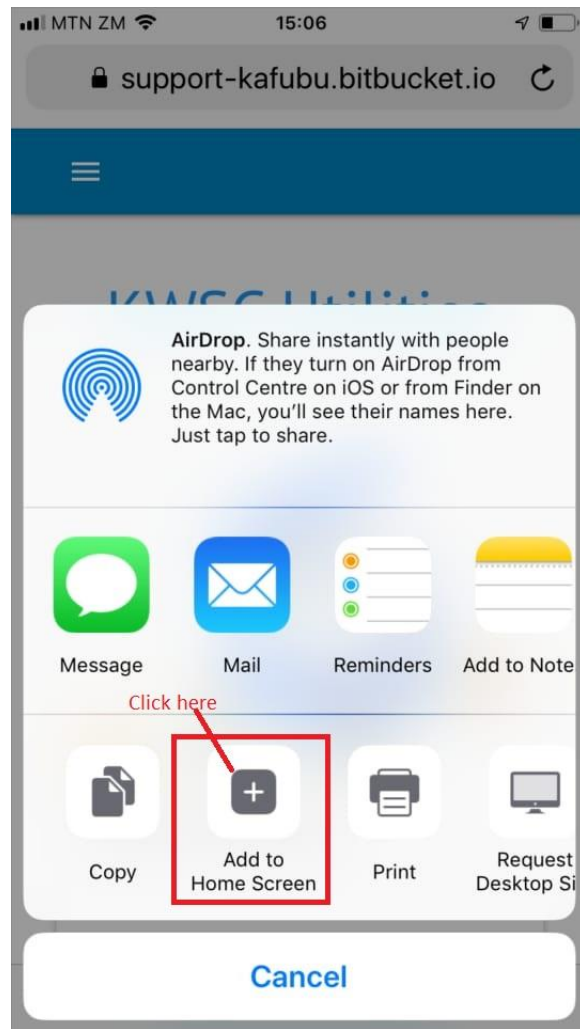 MTN ZM 15:06
support-kafubu.bitbucket.io
KWSC Utilities
AirDrop. Share instantly with people
nearby. If they turn on AirDrop from
Control Centre on iOS or from Finder on
the Mac, you'll see their names here.
Just tap to share.
Message Mail Reminders Add to Note
Click here
Copy Add to Print Request
Home Screen Desktop Si
Cancel